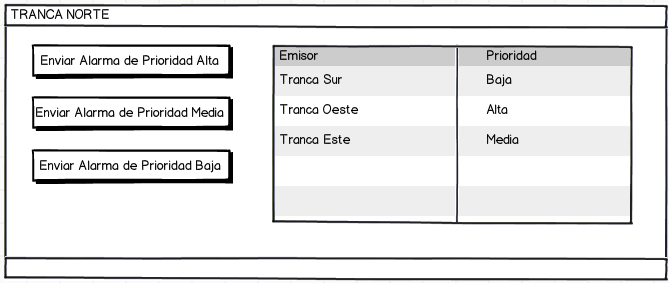 TRANCA NORTE
Enviar Alarma de Prioridad Alta
Enviar Alarma de Prioridad Media
Enviar Alarma de Prioridad Baja
Emisor Prioridad
Tranca Sur Baja
Tranca Oeste Alta
Tranca Este Media